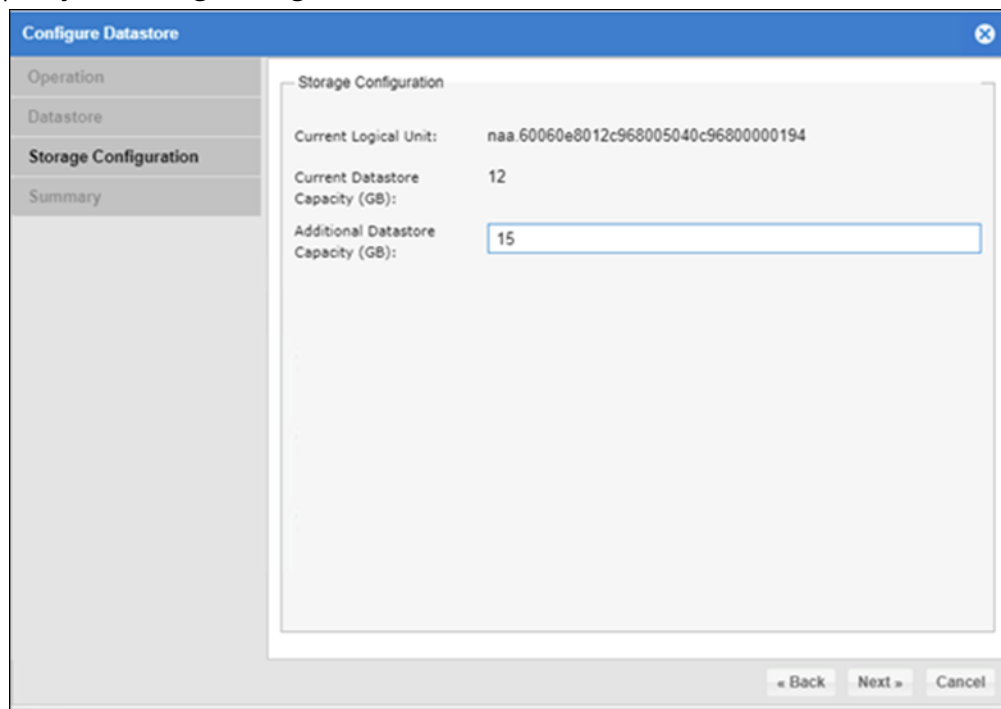 Configure Datastore
Operation
Datastore
Storage Configuration
Summary
Storage Configuration
Current Logical Unit: naa.60060e8012c968005040c96800000194
Current Datastore
Capacity (GB):
12
Additional Datastore
Capacity (GB):
15
« Back Next » Cancel